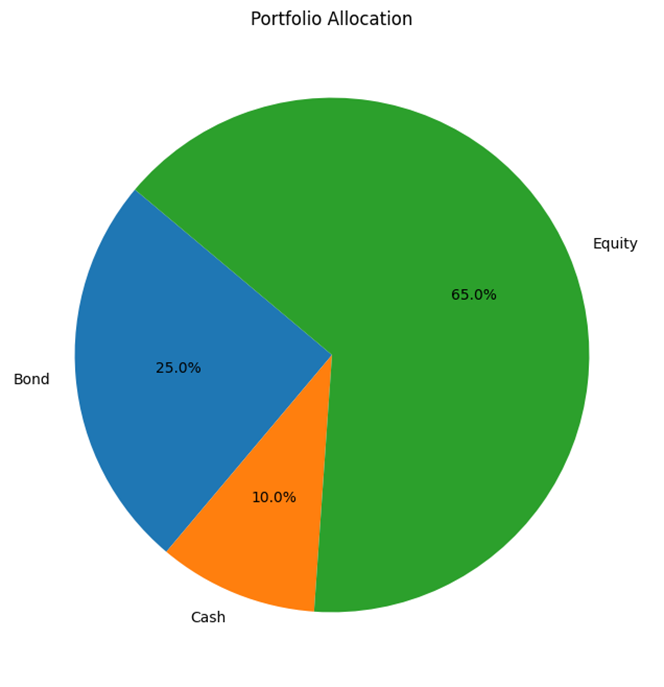 Portfolio Allocation
Equity
65.0%
Bond
25.0%
10.0%
Cash